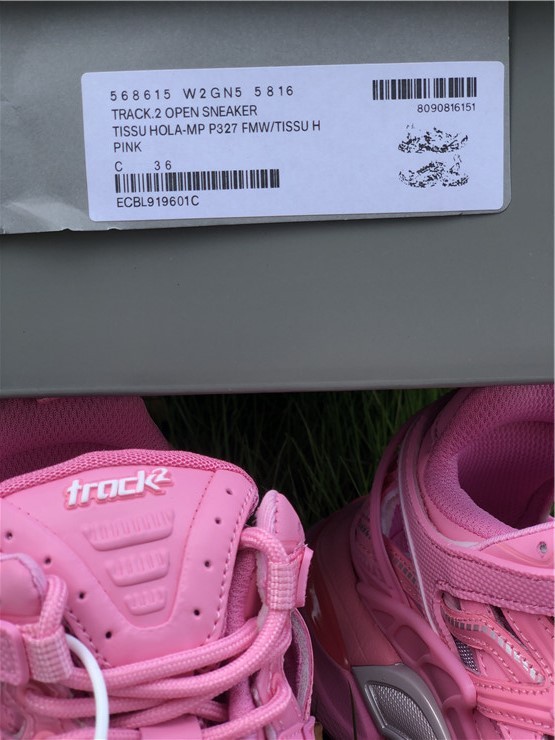 568615 W2GN5 5816
8090816151
TRACK.2 OPEN SNEAKER
TISSU HOLA-MP P327 FMW/TISSU H
PINK
C 36
ECBL919601C
track2